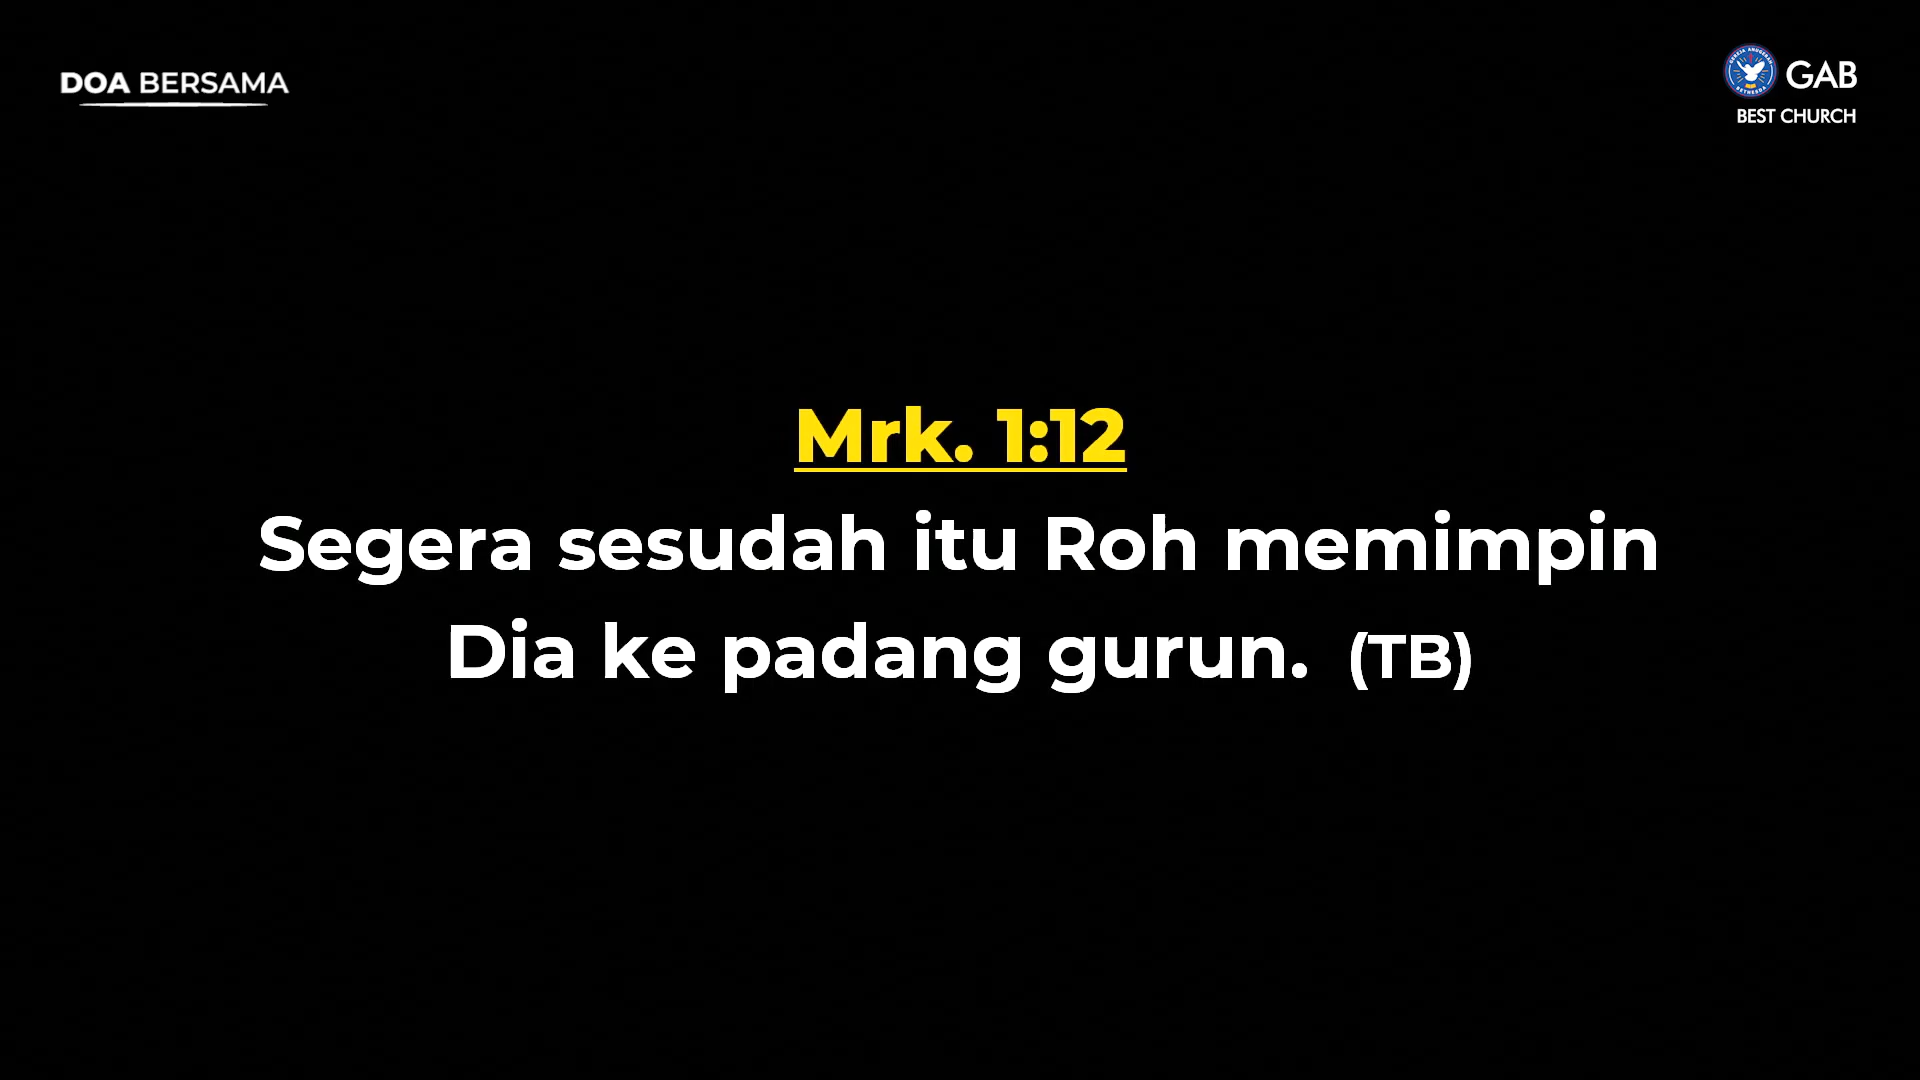 DOA BERSAMA
GAB
BEST CHURCH
Mrk. 1:12
Segera sesudah itu Roh memimpin
Dia ke padang gurun. (TB)